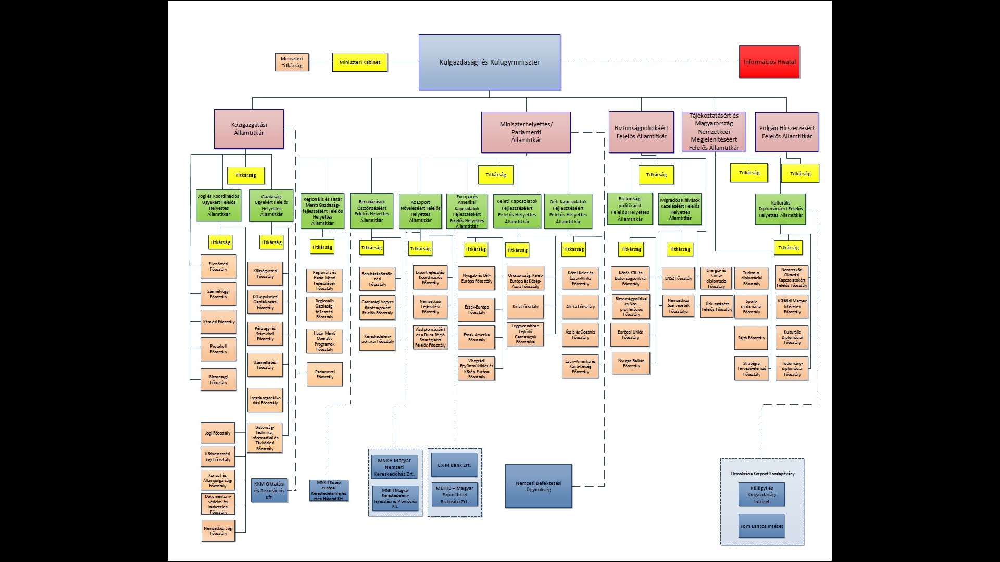 Miniszteri
Titkárság
Miniszteri Kabinet
Külgazdasági és Külügyminiszter
Információs Hivatal
Közigazgatási
Államtitkár
Miniszterhelyettes/
Parlamenti
Államtitkár
Biztonságpolitikáért
Felelős Államtitkár
Tájékoztatásért és
Magyarország
Nemzetközi
Megjelenítéséért
Felelős Államtitkár
Polgári Hírszerzésért
Felelős Államtitkár
Titkárság
Titkárság
Titkárság
Titkárság
Titkárság
Jogi és Koordinációs
Ügyekért Felelős
Helyettes
Államtitkár
Gazdasági
Ügyekért Felelős
Helyettes
Államtitkár
Regionális és Határ
Menti Gazdaság-
fejlesztésért Felelős
Helyettes
Államtitkár
Beruházások
Ösztönzéséért
Felelős Helyettes
Államtitkár
Az Export
Növeléséért Felelős
Helyettes
Államtitkár
Európai és
Amerikai
Kapcsolatok
Fejlesztéséért
Felelős Helyettes
Államtitkár
Keleti Kapcsolatok
Fejlesztéséért
Felelős Helyettes
Államtitkár
Déli Kapcsolatok
Fejlesztéséért
Felelős Helyettes
Államtitkár
Biztonság-
politikáért
Felelős Helyettes
Államtitkár
Migrációs Kihívások
Kezeléséért Felelős
Helyettes
Államtitkár
Kulturális
Diplomáciáért Felelős
Helyettes Államtitkár
Titkárság
Titkárság
Titkárság
Titkárság
Titkárság
Titkárság
Titkárság
Titkárság
Titkárság
Titkárság
Titkárság
Ellenőrzési
Főosztály
Személyügyi
Főosztály
Képzési Főosztály
Protokoll
Főosztály
Biztonsági
Főosztály
Jogi Főosztály
Közbeszerzési
Jogi Főosztály
Konzuli és
Állampolgársági
Főosztály
Dokumentum-
védelmi és
Iratkezelési
Főosztály
Nemzetközi Jogi
Főosztály
Költségvetési
Főosztály
Külképviseleti
Gazdálkodási
Főosztály
Pénzügyi és
Számviteli
Főosztály
Üzemeltetési
Főosztály
Ingatlangazdálko
dási Főosztály
Biztonság-
technikai,
Informatikai és
Távközlési
Főosztály
KKM Oktatási
és Rekreációs
Kft.
Regionális és
Határ Menti
Fejlesztések
Főosztály
Regionális
Gazdaság-
fejlesztési
Főosztály
Határ Menti
Operatív
Programok
Főosztály
Parlamenti
Főosztály
MNKH Közép
európai
Kereskedelemfejles
ztési Hálózat Kft.
Beruházásösztön-
zési
Főosztály
Gazdasági Vegyes
Bizottságokért
Felelős Főosztály
Kereskedelem-
politikai Főosztály
MNKH Magyar
Nemzeti
Kereskedőház Zrt.
MNKH Magyar
Kereskedelem-
fejlesztési és Promóciós
Kft.
Exportfejlesztési
Koordinációs
Főosztály
Nemzetközi
Fejlesztési
Főosztály
Vízdiplomáciáért
és a Duna Régió
Stratégiáért
Felelős Főosztály
EXIM Bank Zrt.
MEHIB – Magyar
Exporthitel
Biztosító Zrt.
Nyugat- és Dél-
Európa Főosztály
Észak-Európa
Főosztály
Észak-Amerika
Főosztály
Visegrádi
Együttműködés és
Közép-Európa
Főosztály
Oroszország, Kelet-
Európa és Közép-
Ázsia Főosztály
Kína Főosztály
Leggyorsabban
Fejlődő
Gazdaságok
Főosztálya
Nemzeti Befektetési
Ügynökség
Közel-Kelet és
Észak-Afrika
Főosztály
Afrika Főosztály
Ázsia és Óceánia
Főosztály
Latin-Amerika és
Karib-térség
Főosztály
Közös Kül- és
Biztonságpolitikai
Főosztály
Biztonságpolitikai
és Non-
proliferációs
Főosztály
Európai Uniós
Főosztály
Nyugat-Balkán
Főosztály
ENSZ Főosztály
Nemzetközi
Szervezetek
Főosztálya
Energia- és
Klíma-
diplomácia
Főosztály
Űrkutatásért
Felelős Főosztály
Turizmus-
diplomáciai
Főosztály
Sport-
diplomáciai
Főosztály
Sajtó Főosztály
Stratégiai
Tervező-elemző
Főosztály
Nemzetközi
Oktatási
Kapcsolatokért
Felelős Főosztály
Külföldi Magyar
Intézetek
Főosztály
Kulturális
Diplomáciai
Főosztály
Tudomány-
diplomáciai
Főosztály
Demokrácia Központ Közalapítvány
Külügyi és
Külgazdasági
Intézet
Tom Lantos Intézet